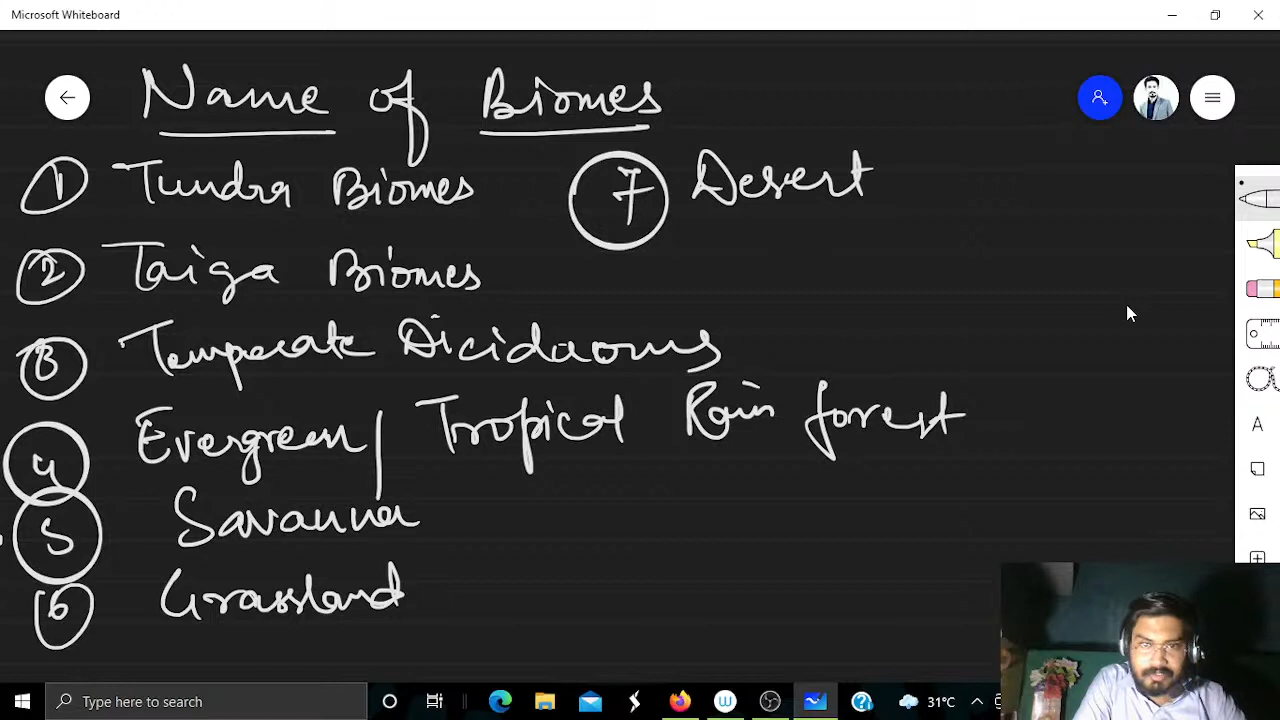 Microsoft Whiteboard
Name of Biomes
1 Tundra Biomes
2 Taiga Biomes
3 Temperate Dicidaoms
4 Evergreen / Tropical Rain forest
5 Savanna
6 Grassland
7 Desert
A
Type here to search
31°C